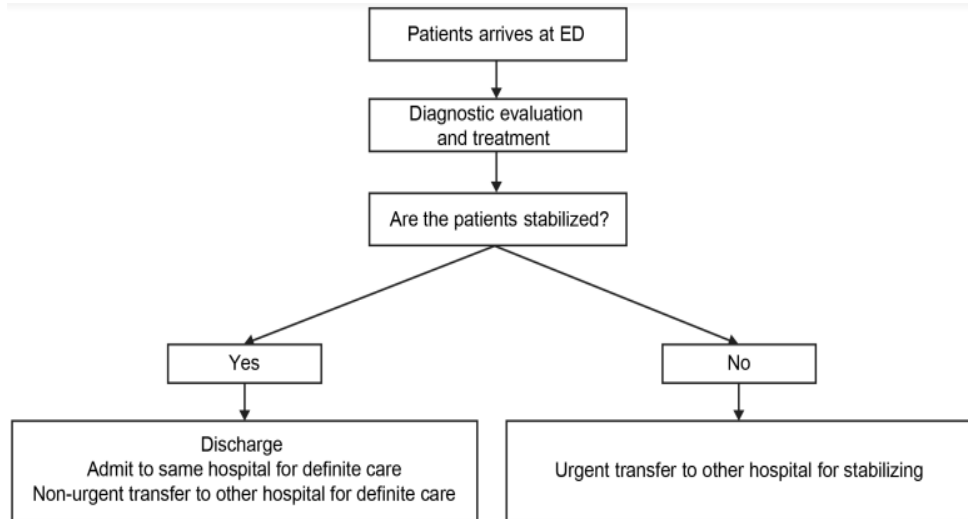 Patients arrives at ED
Diagnostic evaluation
and treatment
Are the patients stabilized?
Yes
No
Discharge
Admit to same hospital for definite care
Non-urgent transfer to other hospital for definite care
Urgent transfer to other hospital for stabilizing